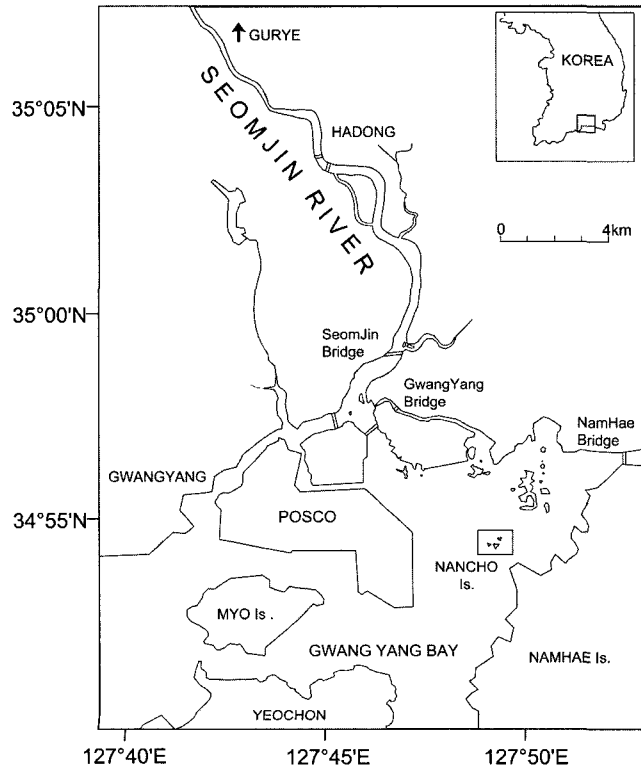 GURYE
KOREA
35°05'N
SEOMJIN RIVER
HADONG
0 4km
35°00'N
SeomJin
Bridge
GwangYang
Bridge
NamHae
Bridge
GWANGYANG
34°55'N
POSCO
NANCHO
Is.
MYO Is .
GWANG YANG BAY
NAMHAE Is.
YEOCHON
127°40'E 127°45'E 127°50'E